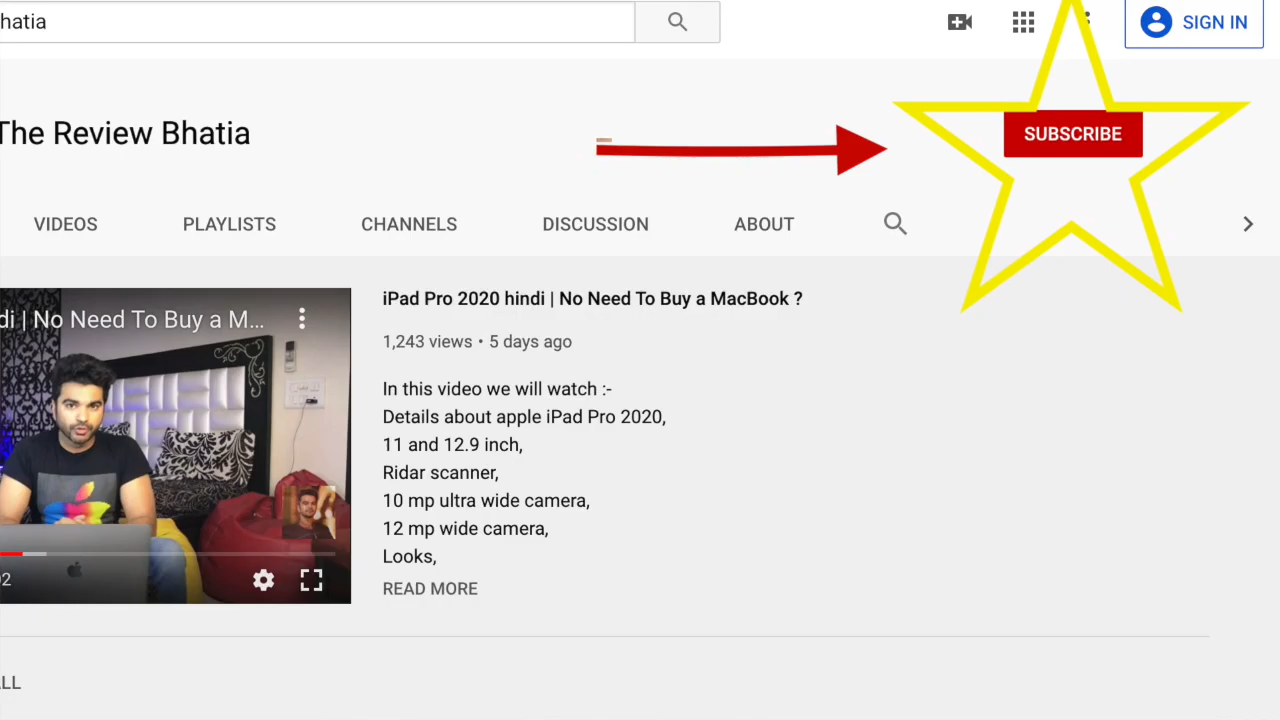 hatia
SIGN IN
The Review Bhatia
SUBSCRIBE
VIDEOS
PLAYLISTS
CHANNELS
DISCUSSION
ABOUT
di | No Need To Buy a M...
iPad Pro 2020 hindi | No Need To Buy a MacBook ?
1,243 views • 5 days ago
In this video we will watch :-
Details about apple iPad Pro 2020,
11 and 12.9 inch,
Ridar scanner,
10 mp ultra wide camera,
12 mp wide camera,
Looks,
READ MORE
02
LL